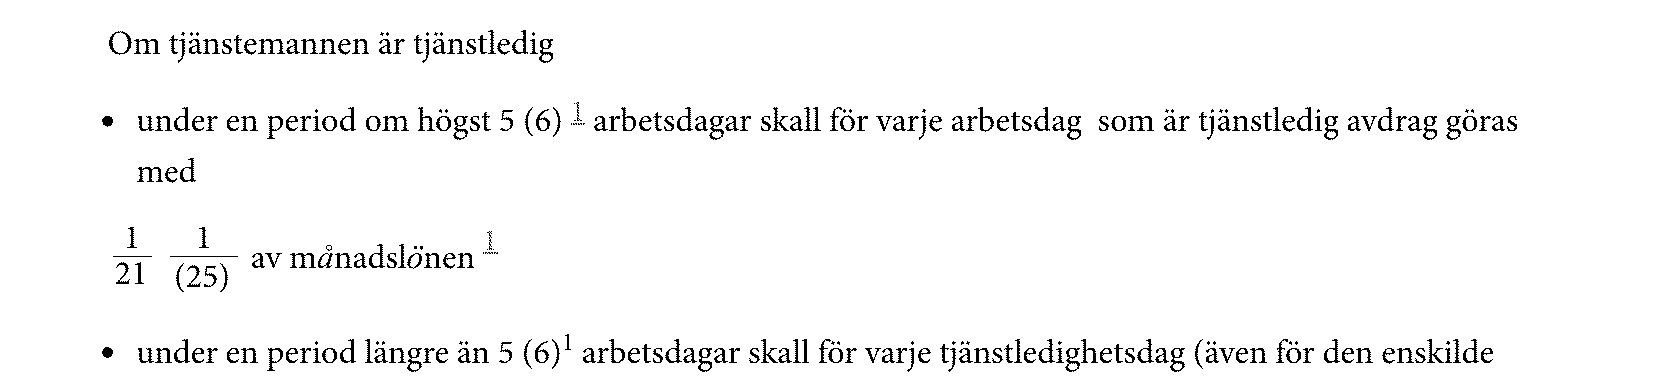 Om tjänstemannen är tjänstledig
• under en period om högst 5 (6) 1 arbetsdagar skall för varje arbetsdag som är tjänstledig avdrag göras
med
1/21 1/(25) av månadslönen 1
• under en period längre än 5 (6)1 arbetsdagar skall för varje tjänstledighetsdag (även för den enskilde